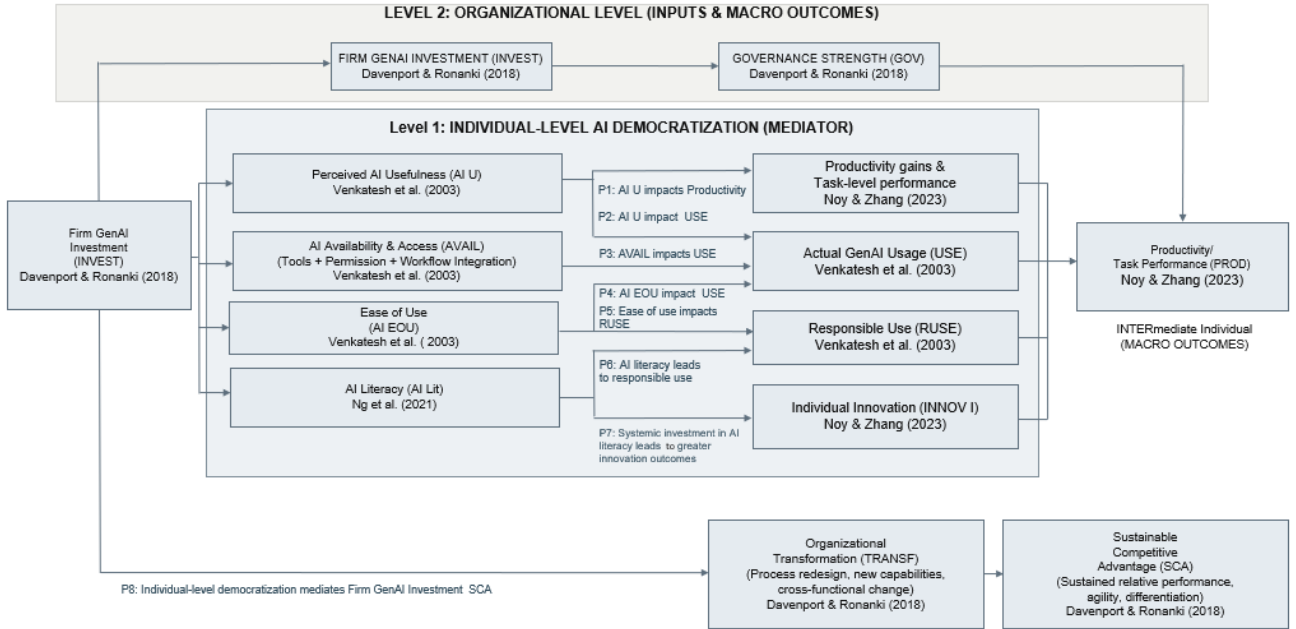 LEVEL 2: ORGANIZATIONAL LEVEL (INPUTS & MACRO OUTCOMES)
FIRM GENAI INVESTMENT (INVEST)
Davenport & Ronanki (2018)
GOVERNANCE STRENGTH (GOV)
Davenport & Ronanki (2018)
Level 1: INDIVIDUAL-LEVEL AI DEMOCRATIZATION (MEDIATOR)
Firm GenAI
Investment
(INVEST)
Davenport & Ronanki (2018)
Perceived AI Usefulness (AI U)
Venkatesh et al. (2003)
AI Availability & Access (AVAIL)
(Tools + Permission + Workflow Integration)
Venkatesh et al. (2003)
Ease of Use
(AI EOU)
Venkatesh et al. ( 2003)
AI Literacy (AI Lit)
Ng et al. (2021)
P1: AI U impacts Productivity
P2: AI U impact USE
P3: AVAIL impacts USE
P4: AI EOU impact USE
P5: Ease of use impacts
RUSE
P6: AI literacy leads
to responsible use
P7: Systemic investment in AI
literacy leads to greater
innovation outcomes
Productivity gains &
Task-level performance
Noy & Zhang (2023)
Actual GenAI Usage (USE)
Venkatesh et al. (2003)
Responsible Use (RUSE)
Venkatesh et al. (2003)
Individual Innovation (INNOV I)
Noy & Zhang (2023)
Productivity/
Task Performance (PROD)
Noy & Zhang (2023)
INTERmediate Individual
(MACRO OUTCOMES)
P8: Individual-level democratization mediates Firm GenAI Investment SCA
Organizational
Transformation (TRANSF)
(Process redesign, new capabilities,
cross-functional change)
Davenport & Ronanki (2018)
Sustainable
Competitive
Advantage (SCA)
(Sustained relative performance,
agility, differentiation)
Davenport & Ronanki (2018)